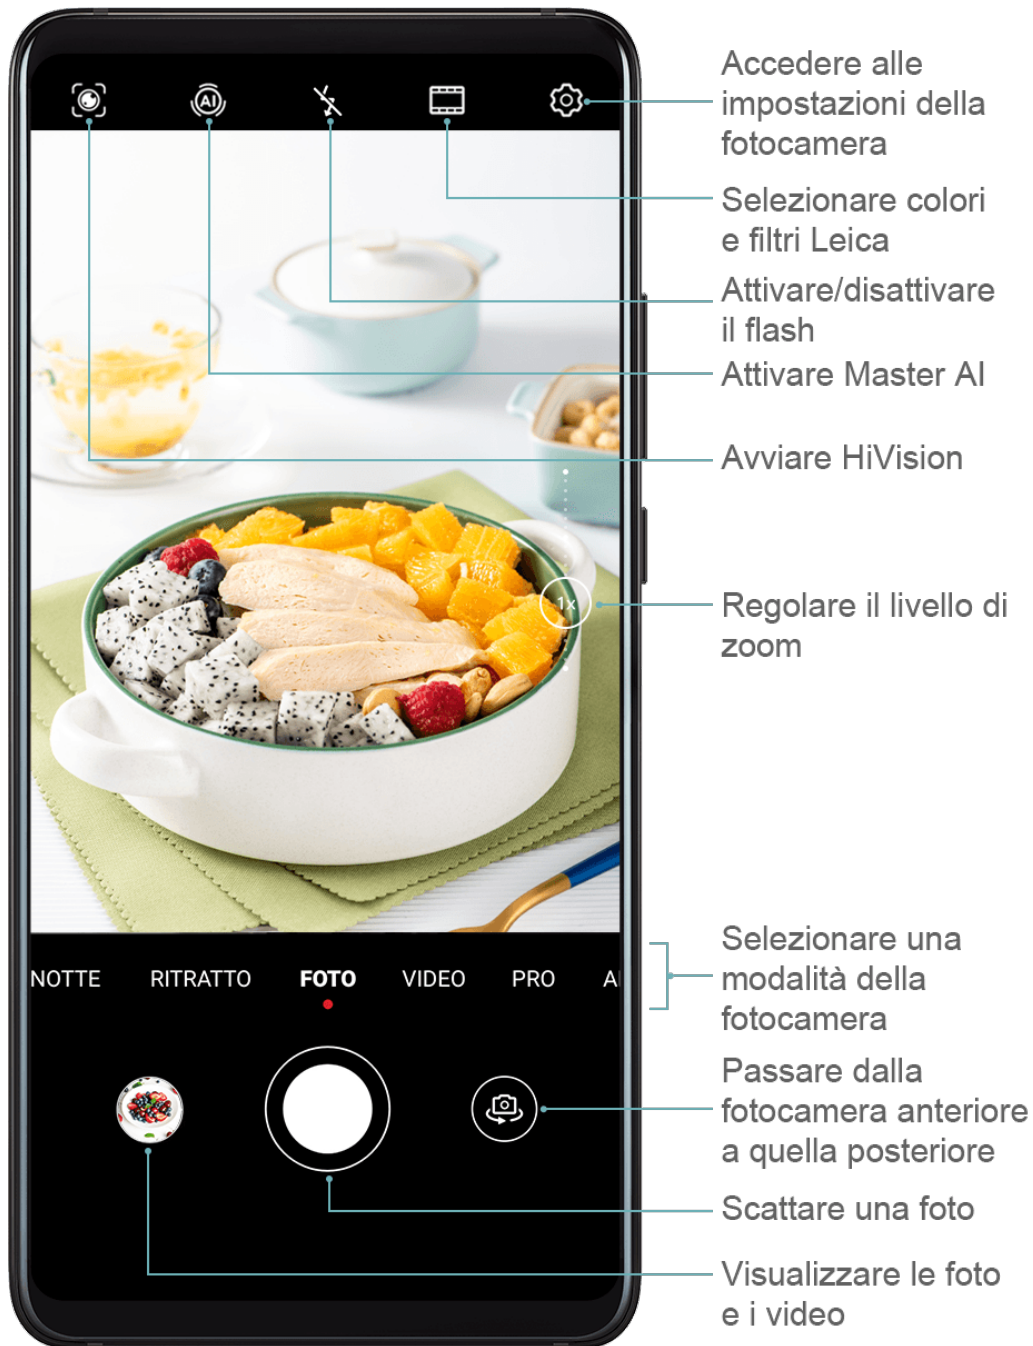 Accedere alle
impostazioni della
fotocamera
AI
Selezionare colori
e filtri Leica
Attivare/disattivare
il flash
Attivare Master AI
Avviare HiVision
1x
Regolare il livello di
zoom
Selezionare una
modalità della
fotocamera
NOTTE RITRATTO FOTO VIDEO PRO
Passare dalla
fotocamera anteriore
a quella posteriore
Scattare una foto
Visualizzare le foto
e i video